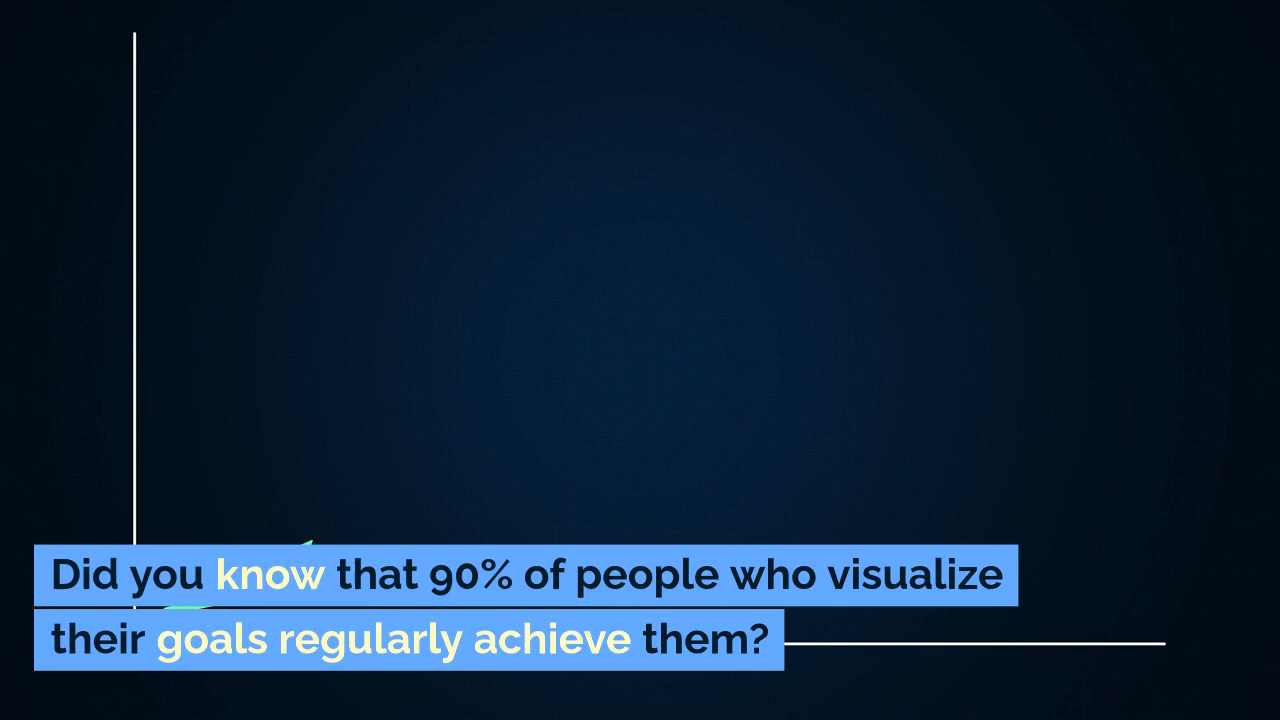 Did you know that 90% of people who visualize
their goals regularly achieve them?